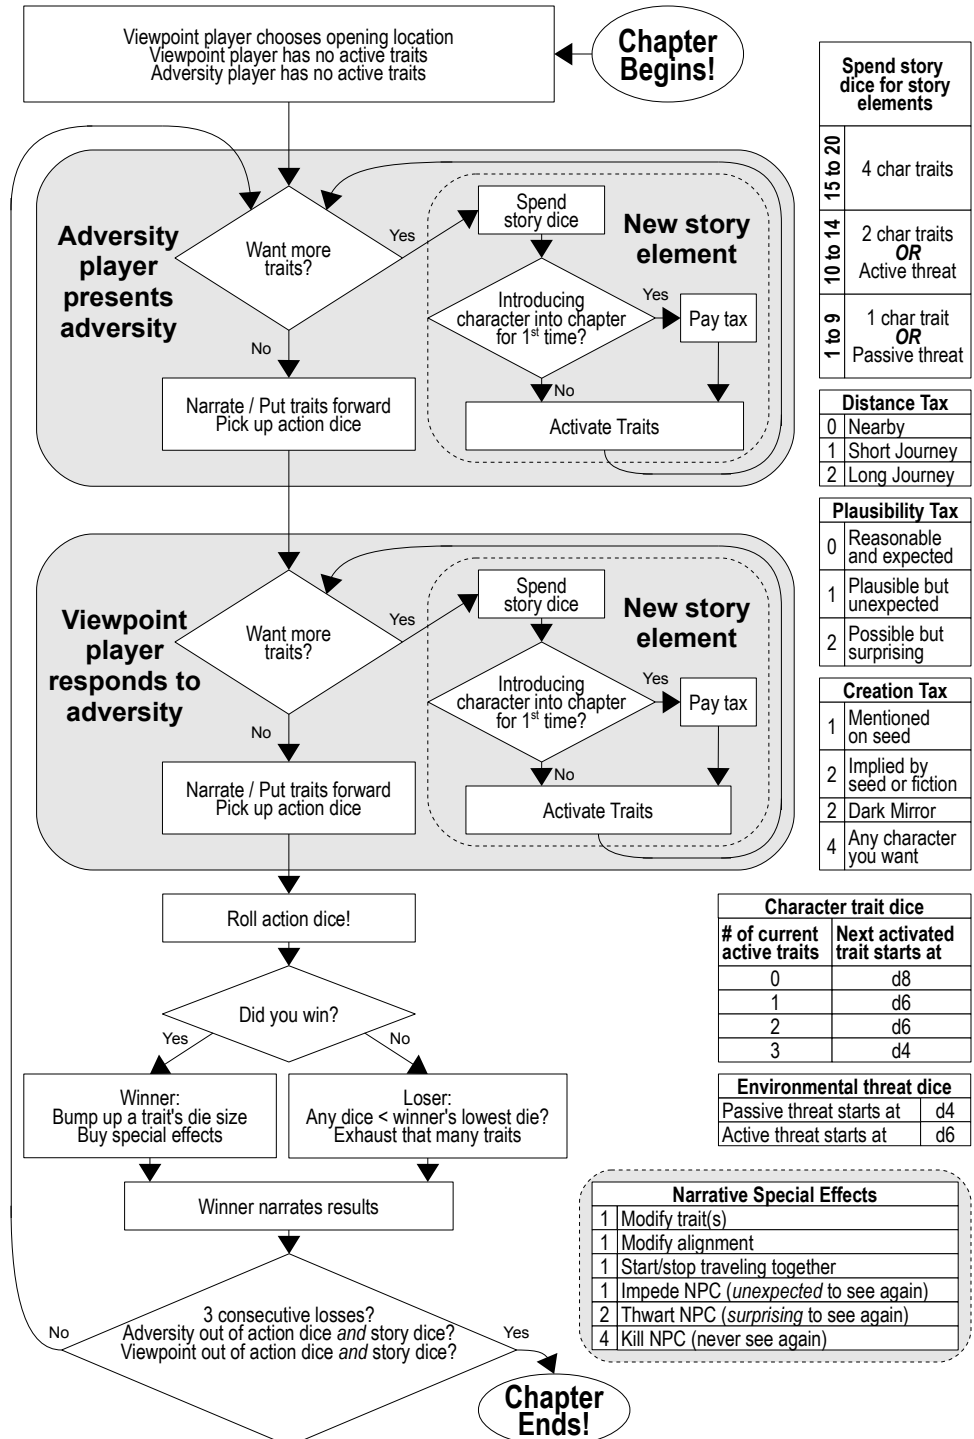 Chapter
Begins!
Viewpoint player chooses opening location
Viewpoint player has no active traits
Adversity player has no active traits
Adversity
player
presents
adversity
Want more
traits?
Yes
No
Spend
story dice
New story
element
Introducing
character into chapter
for 1st time?
Yes
Pay tax
No
Activate Traits
Narrate / Put traits forward
Pick up action dice
Viewpoint
player
responds to
adversity
Want more
traits?
Yes
No
Spend
story dice
New story
element
Introducing
character into chapter
for 1st time?
Yes
Pay tax
No
Activate Traits
Narrate / Put traits forward
Pick up action dice
Roll action dice!
Did you win?
Yes
No
Winner:
Bump up a trait's die size
Buy special effects
Loser:
Any dice < winner's lowest die?
Exhaust that many traits
Winner narrates results
3 consecutive losses?
Adversity out of action dice and story dice?
Viewpoint out of action dice and story dice?
No
Yes
Chapter
Ends!
Spend story
dice for story
elements
15 to 20
4 char traits
10 to 14
2 char traits
OR
Active threat
1 to 9
1 char trait
OR
Passive threat
Distance Tax
0 Nearby
1 Short Journey
2 Long Journey
Plausibility Tax
0 Reasonable
and expected
1 Plausible but
unexpected
2 Possible but
surprising
Creation Tax
1 Mentioned
on seed
2 Implied by
seed or fiction
2 Dark Mirror
4 Any character
you want
Character trait dice
# of current
active traits
Next activated
trait starts at
0 d8
1 d6
2 d6
3 d4
Environmental threat dice
Passive threat starts at d4
Active threat starts at d6
Narrative Special Effects
1 Modify trait(s)
1 Modify alignment
1 Start/stop traveling together
1 Impede NPC (unexpected to see again)
2 Thwart NPC (surprising to see again)
4 Kill NPC (never see again)